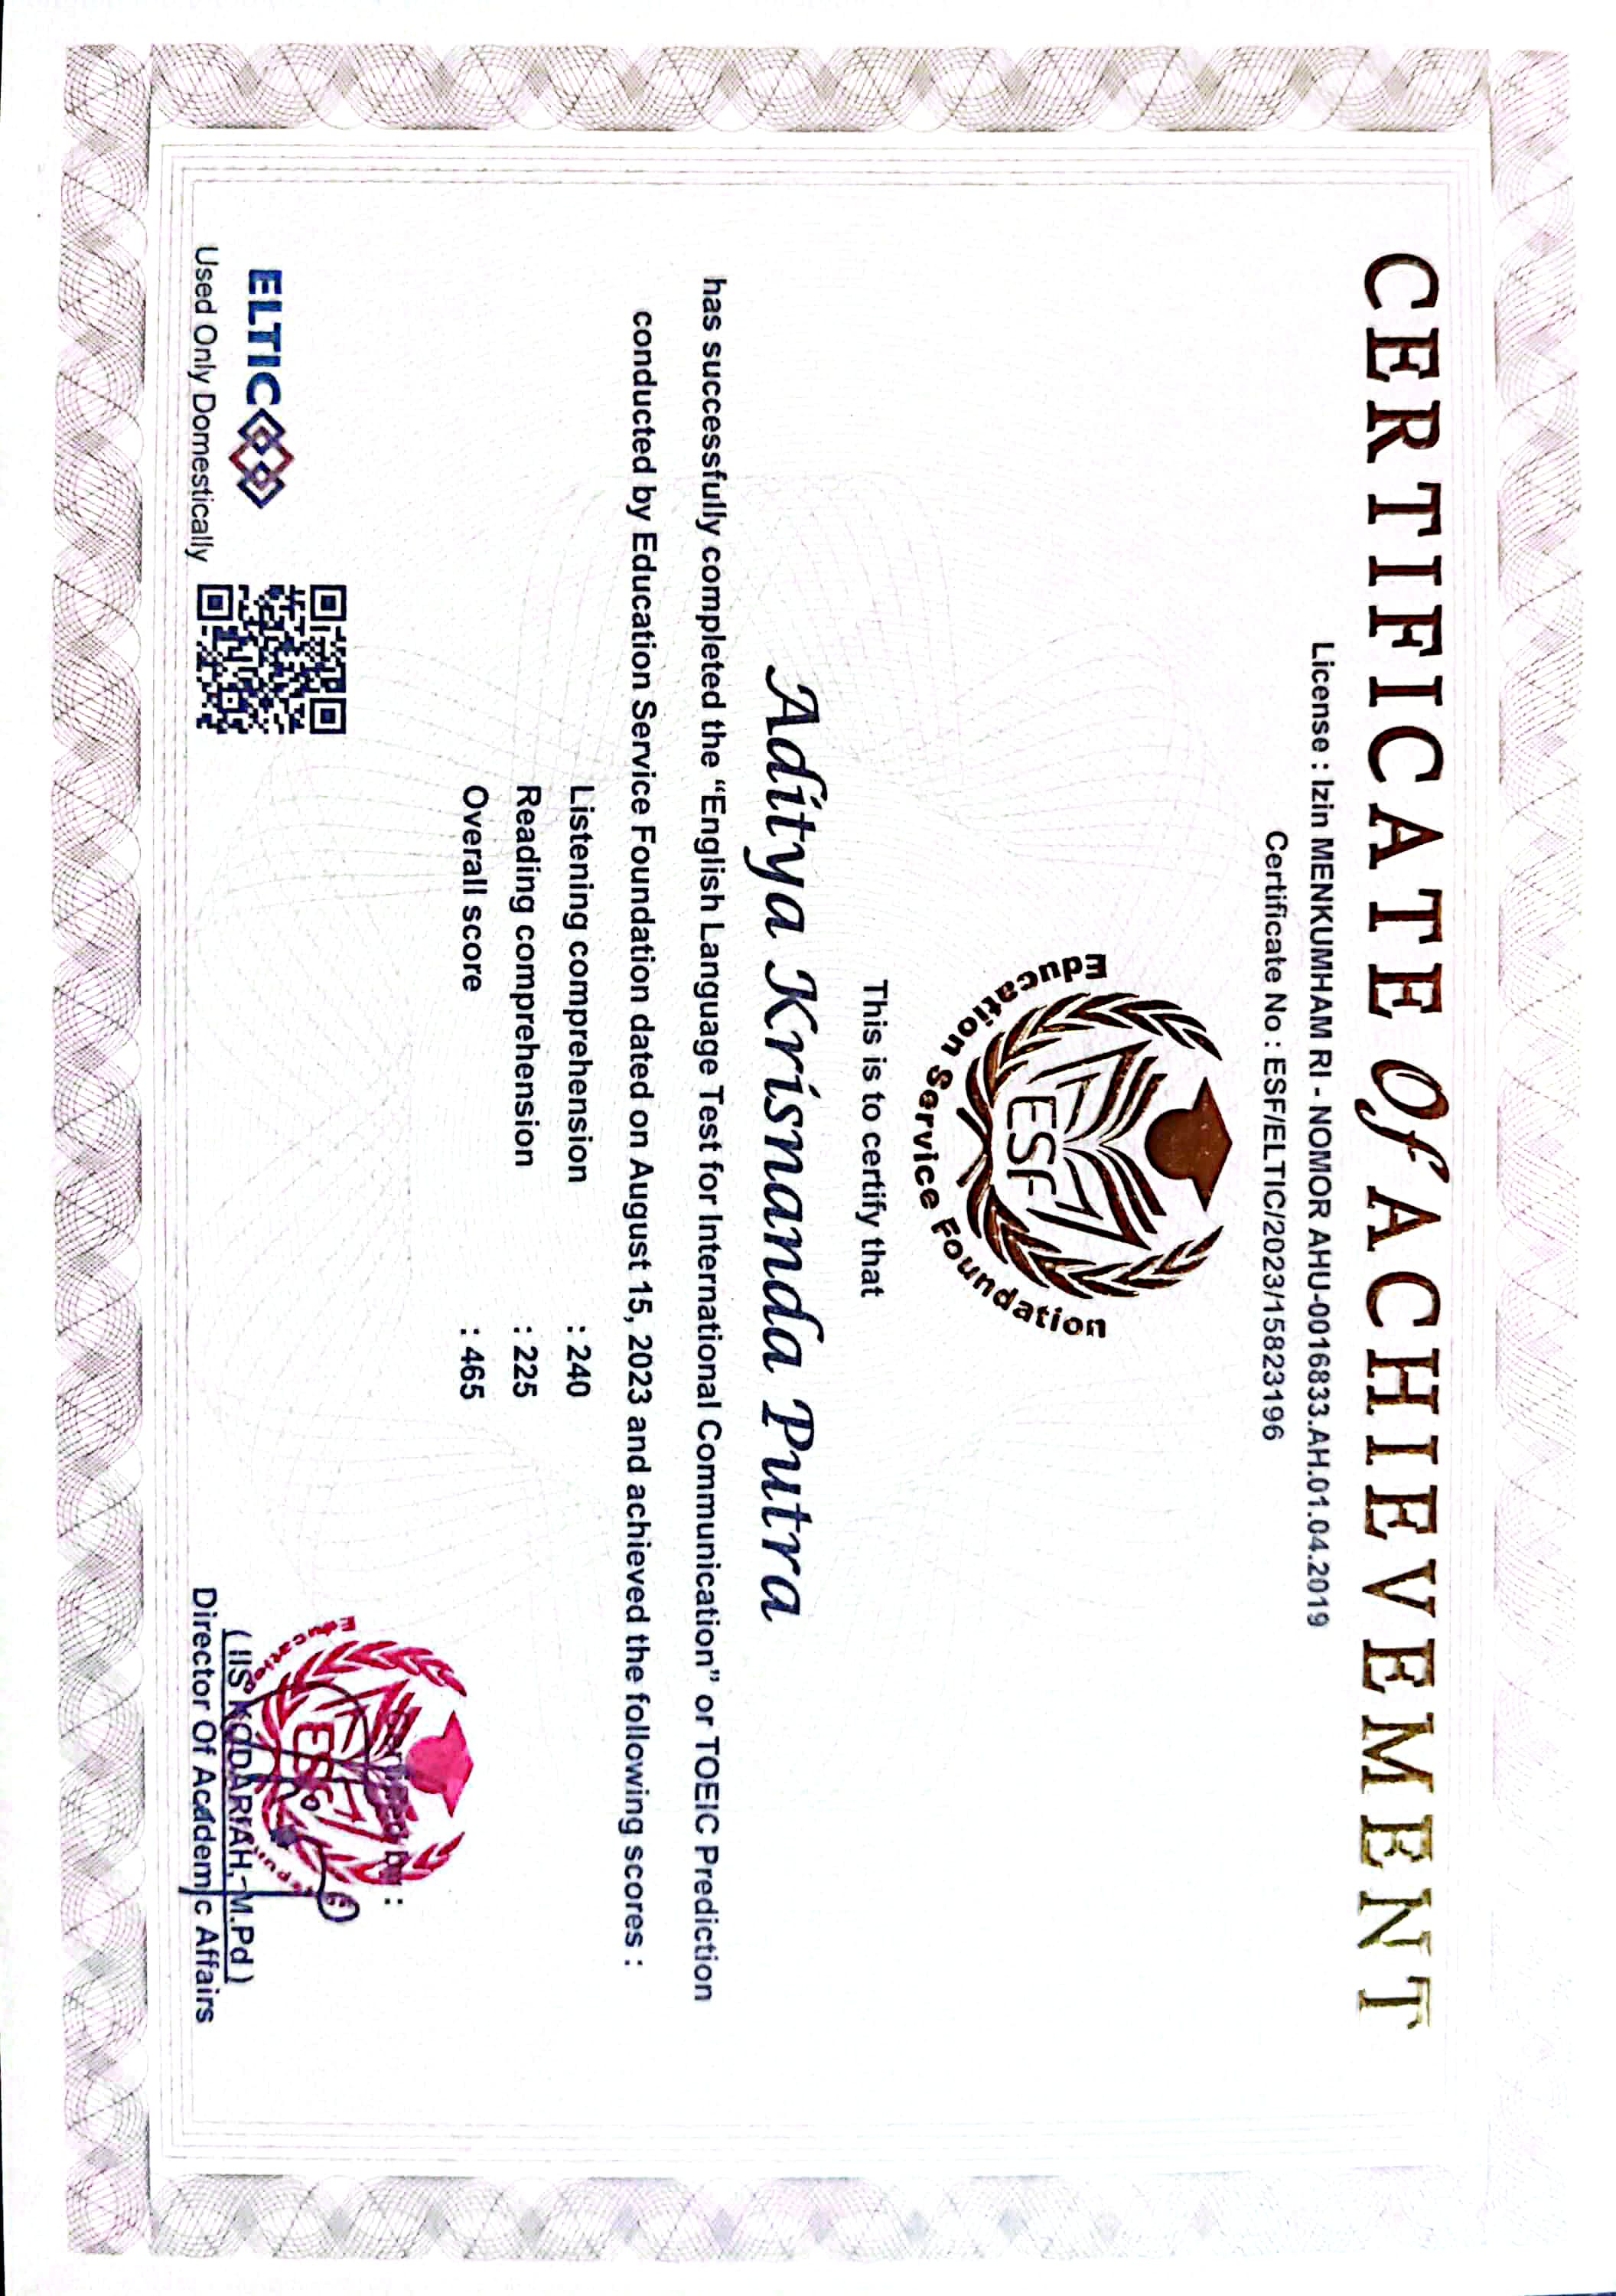 CERTIFICATE Of ACHIEVEMENT
License : Izin MENKUMHAM RI - NOMOR AHU-0016833.AH.01.04.2019
Certificate No : ESF/ELTIC/2023/15823196
ESF
Education Service Foundation
This is to certify that
Aditya Krisnanda Putra
has successfully completed the “English Language Test for International Communication” or TOEIC Prediction
conducted by Education Service Foundation dated on August 15, 2023 and achieved the following scores :
Listening comprehension : 240
Reading comprehension : 225
Overall score : 465
Certified by :
ESF
Education
ELTIC
Used Only Domestically
( IIS KODARIAH, M.Pd )
Director Of Academic Affairs